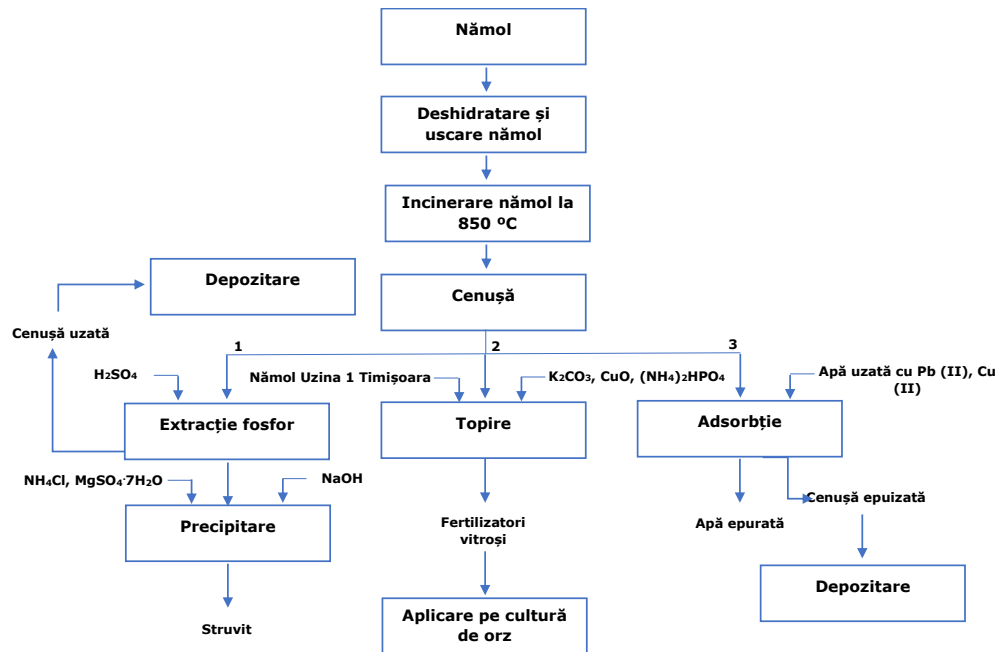 Nămol
Deshidratare și
uscare nămol
Incinerare nămol la
850 ºC
Depozitare
Cenușă
Cenușă uzată
1
2
3
H₂SO₄
Nămol Uzina 1 Timișoara
K₂CO₃, CuO, (NH₄)₂HPO₄
Apă uzată cu Pb (II), Cu
(II)
Extracție fosfor
Topire
Adsorbție
NH₄Cl, MgSO₄·7H₂O
NaOH
Cenușă epuizată
Precipitare
Fertilizatori
vitroși
Apă epurată
Depozitare
Struvit
Aplicare pe cultură
de orz